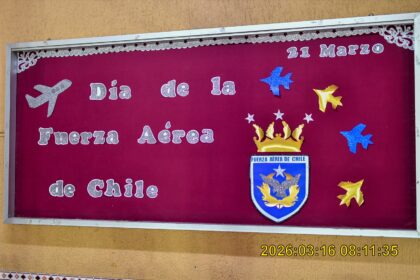 21 Marzo
Día de la
Fuerza Aérea
de Chile
FUERZA AÉREA DE CHILE
2026:03:16 08:11:35